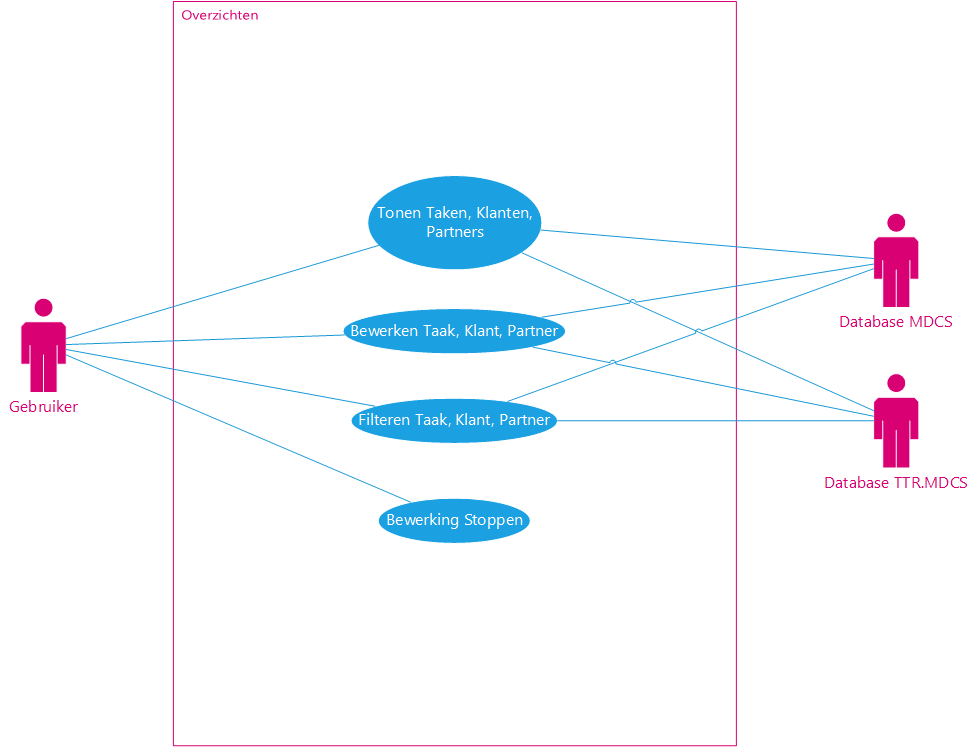 Overzichten
Tonen Taken, Klanten,
Partners
Bewerken Taak, Klant, Partner
Filteren Taak, Klant, Partner
Bewerking Stoppen
Gebruiker
Database MDCS
Database TTR.MDCS